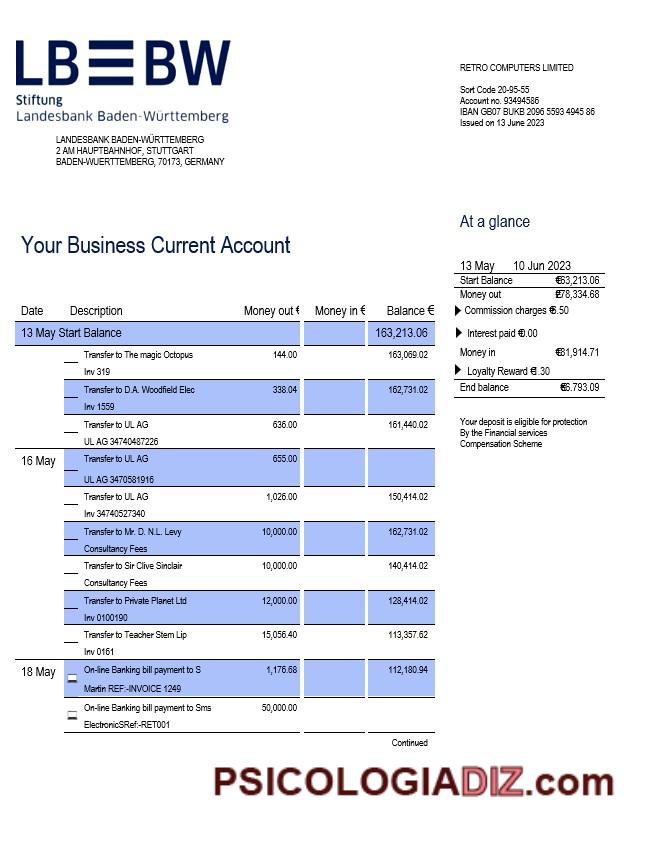 LBBW
Stiftung
Landesbank Baden-Württemberg
LANDESBANK BADEN-WÜRTTEMBERG
2 AM HAUPTBAHNHOF, STUTTGART
BADEN-WUERTTEMBERG, 70173, GERMANY
RETRO COMPUTERS LIMITED
Sort Code 20-95-55
Account no. 93494586
IBAN GB07 BUKB 2096 5593 4945 86
Issued on 13 June 2023
Your Business Current Account
At a glance
13 May 10 Jun 2023
Start Balance €63,213.06
Money out £78,334.68
Commission charges €6.50
Interest paid €0.00
Money in €31,914.71
Loyalty Reward €1.30
End balance €6.793.09
Your deposit is eligible for protection
By the Financial services
Compensation Scheme
Date Description Money out € Money in € Balance €
13 May Start Balance 163,213.06
Transfer to The magic Octopus 144.00 163,069.02
Inv 319
Transfer to D.A. Woodfield Elec 338.04 162,731.02
Inv 1559
Transfer to UL AG 636.00 161,440.02
UL AG 34740487226
16 May Transfer to UL AG 655.00
UL AG 3470581916
Transfer to UL AG 1,026.00 150,414.02
Inv 34740527340
Transfer to Mr. D. N.L. Levy 10,000.00 162,731.02
Consultancy Fees
Transfer to Sir Clive Sinclair 10,000.00 140,414.02
Consultancy Fees
Transfer to Private Planet Ltd 12,000.00 128,414.02
Inv 0100190
Transfer to Teacher Stem Lip 15,056.40 113,357.62
Inv 0161
18 May On-line Banking bill payment to S 1,176.68 112,180.94
Martin REF:-INVOICE 1249
On-line Banking bill payment to Sms 50,000.00
ElectronicSRef:-RET001
Continued
PSICOLOGIADIZ.com